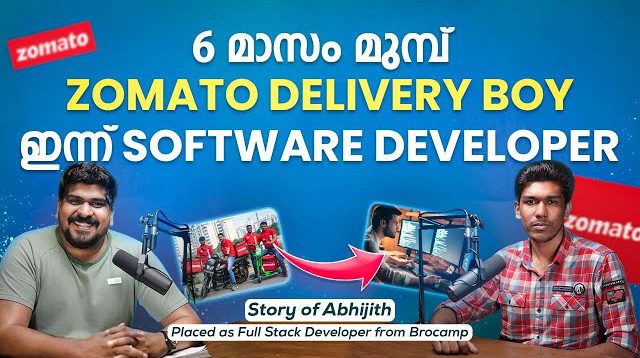 zomato
6 മാസം മുമ്പ്
ZOMATO DELIVERY BOY
ഇന്ന് SOFTWARE DEVELOPER
zomato
Story of Abhijith
Placed as Full Stack Developer from Brocamp